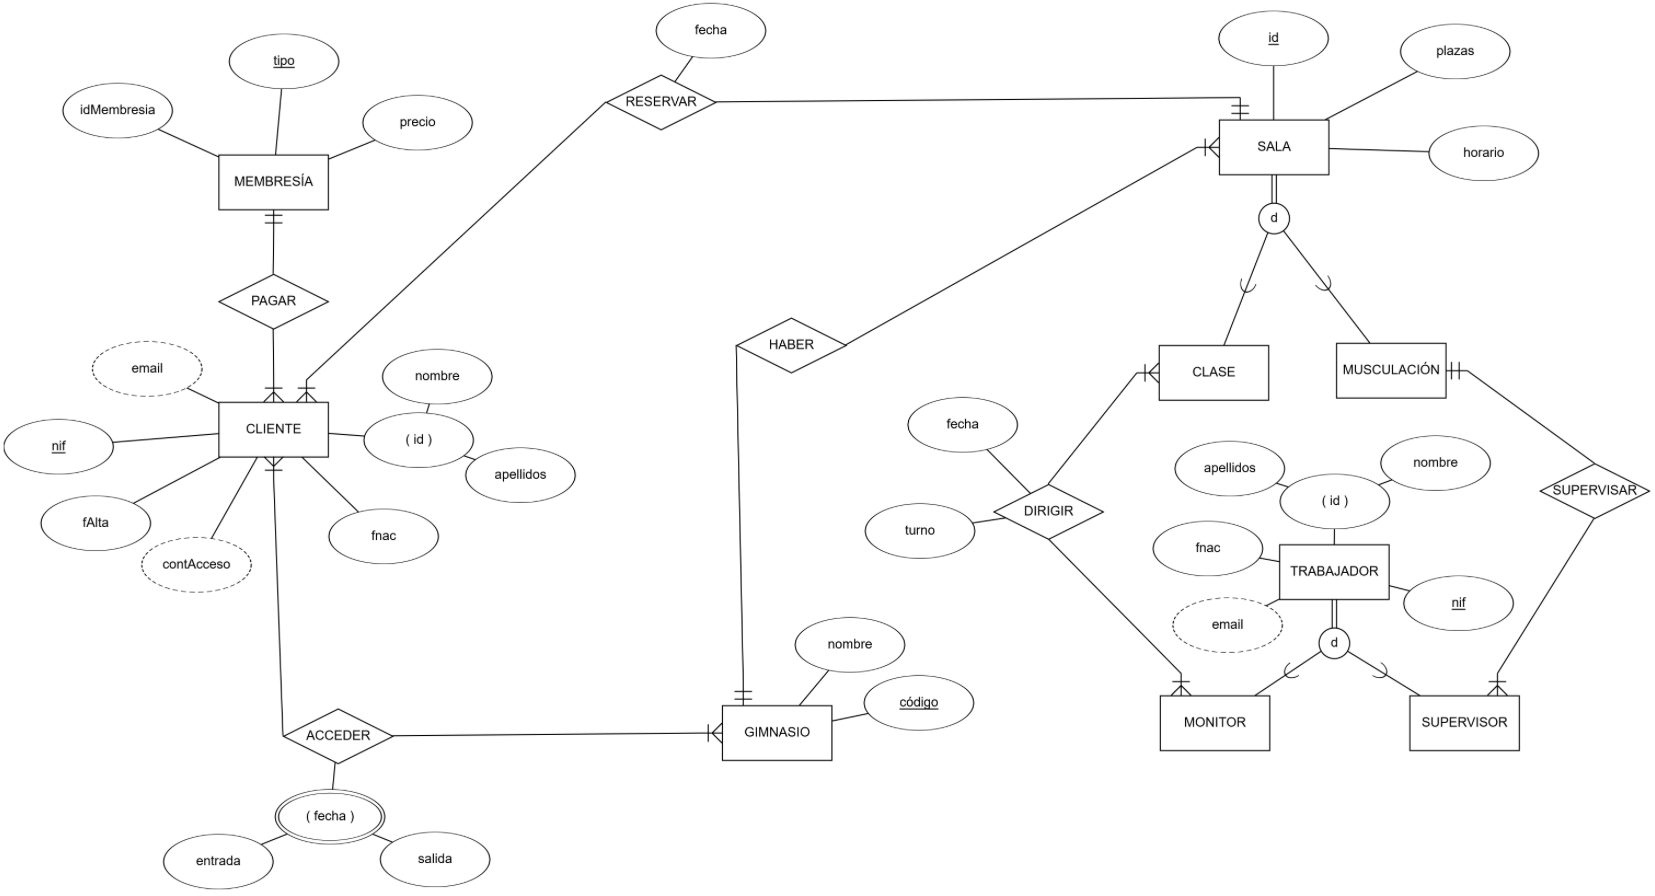 fecha
id
tipo
plazas
idMembresia
precio
RESERVAR
SALA
horario
MEMBRESÍA
d
PAGAR
HABER
email
nombre
CLASE
MUSCULACIÓN
CLIENTE
( id )
nif
apellidos
fecha
apellidos
nombre
SUPERVISAR
( id )
fAlta
fnac
DIRIGIR
turno
contAcceso
fnac
TRABAJADOR
nif
email
d
nombre
código
MONITOR
SUPERVISOR
ACCEDER
GIMNASIO
( fecha )
entrada
salida